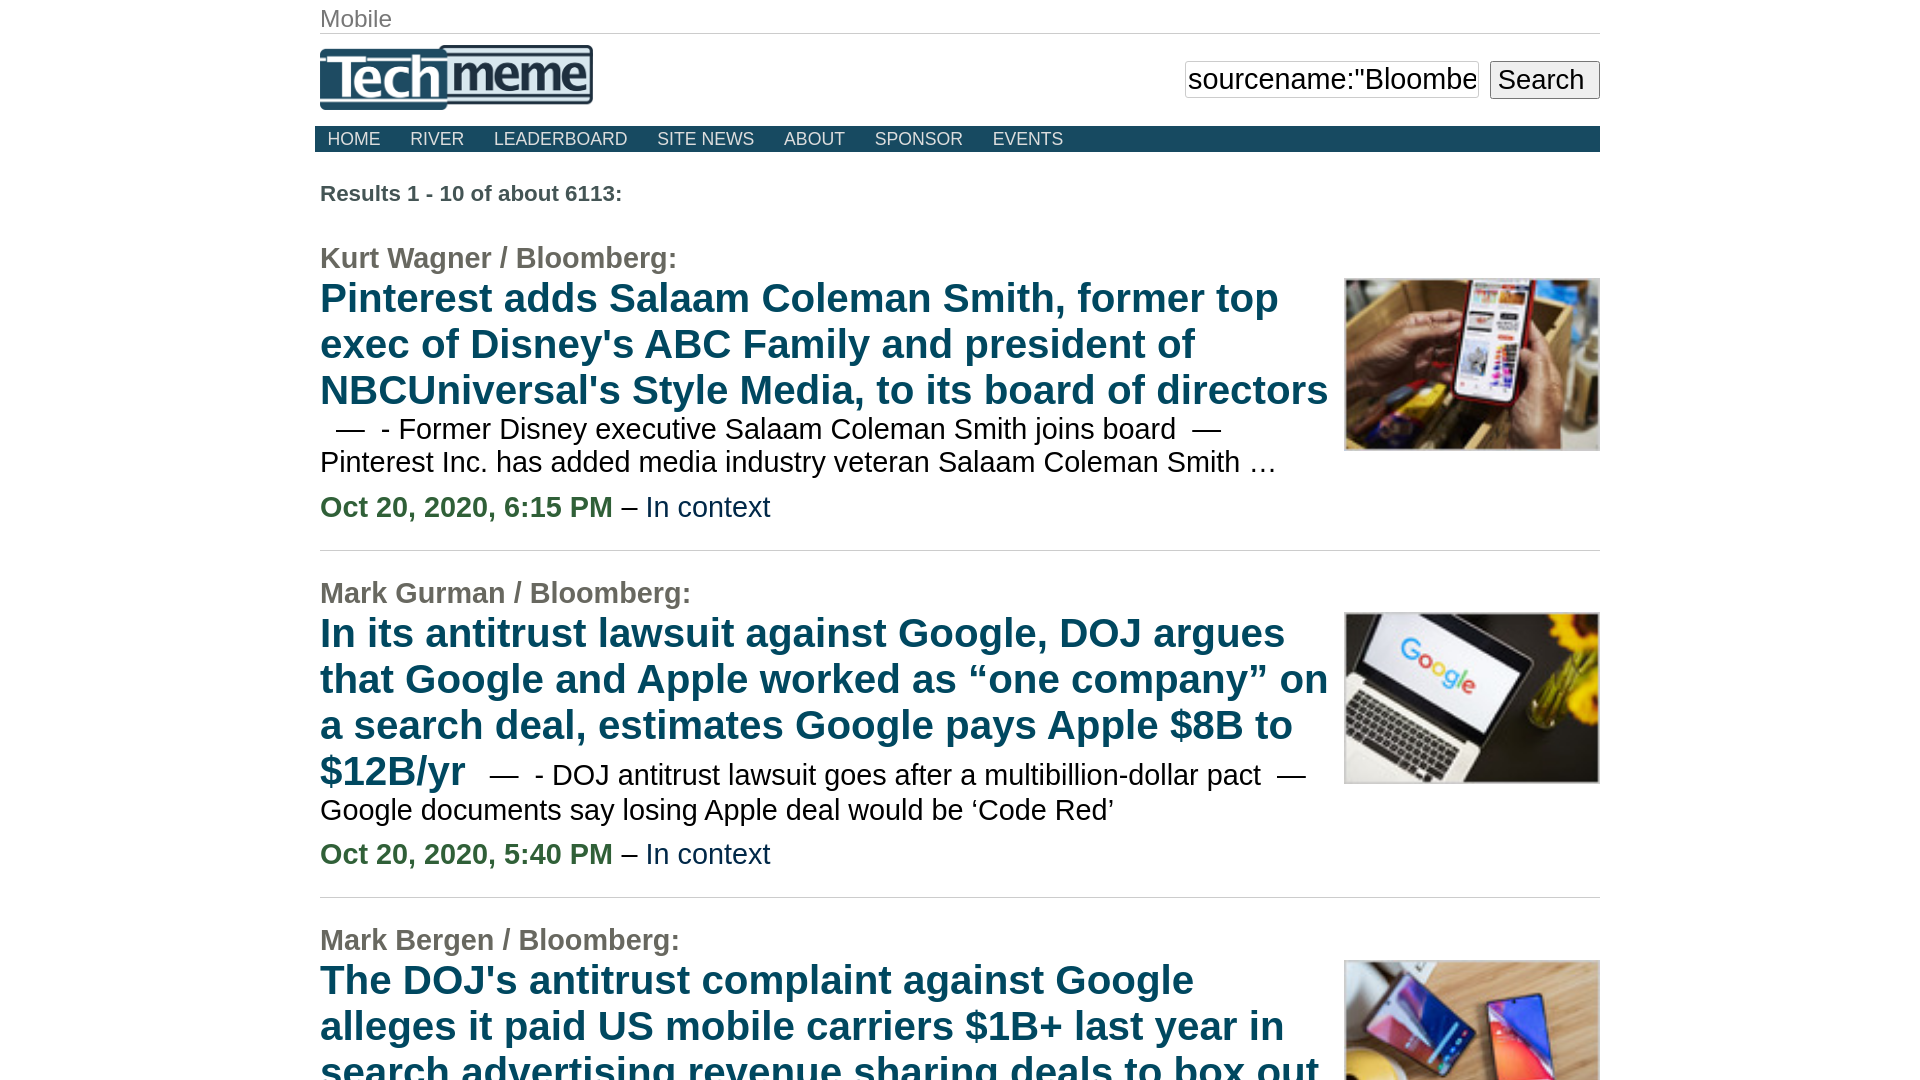 Mobile
Techmeme
sourcename:"Bloombe
Search
HOME RIVER LEADERBOARD SITE NEWS ABOUT SPONSOR EVENTS
Results 1 - 10 of about 6113:
Kurt Wagner / Bloomberg:
Pinterest adds Salaam Coleman Smith, former top
exec of Disney's ABC Family and president of
NBCUniversal's Style Media, to its board of directors
— - Former Disney executive Salaam Coleman Smith joins board —
Pinterest Inc. has added media industry veteran Salaam Coleman Smith …
Oct 20, 2020, 6:15 PM – In context
Mark Gurman / Bloomberg:
In its antitrust lawsuit against Google, DOJ argues
that Google and Apple worked as “one company” on
a search deal, estimates Google pays Apple $8B to
$12B/yr — - DOJ antitrust lawsuit goes after a multibillion-dollar pact —
Google documents say losing Apple deal would be ‘Code Red’
Google
Oct 20, 2020, 5:40 PM – In context
Mark Bergen / Bloomberg:
The DOJ's antitrust complaint against Google
alleges it paid US mobile carriers $1B+ last year in
search advertising revenue sharing deals to box out